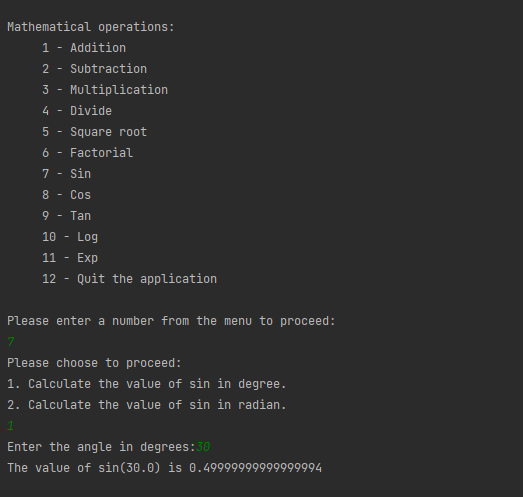 Mathematical operations:
1 - Addition
2 - Subtraction
3 - Multiplication
4 - Divide
5 - Square root
6 - Factorial
7 - Sin
8 - Cos
9 - Tan
10 - Log
11 - Exp
12 - Quit the application
Please enter a number from the menu to proceed:
7
Please choose to proceed:
1. Calculate the value of sin in degree.
2. Calculate the value of sin in radian.
1
Enter the angle in degrees:30
The value of sin(30.0) is 0.49999999999999994